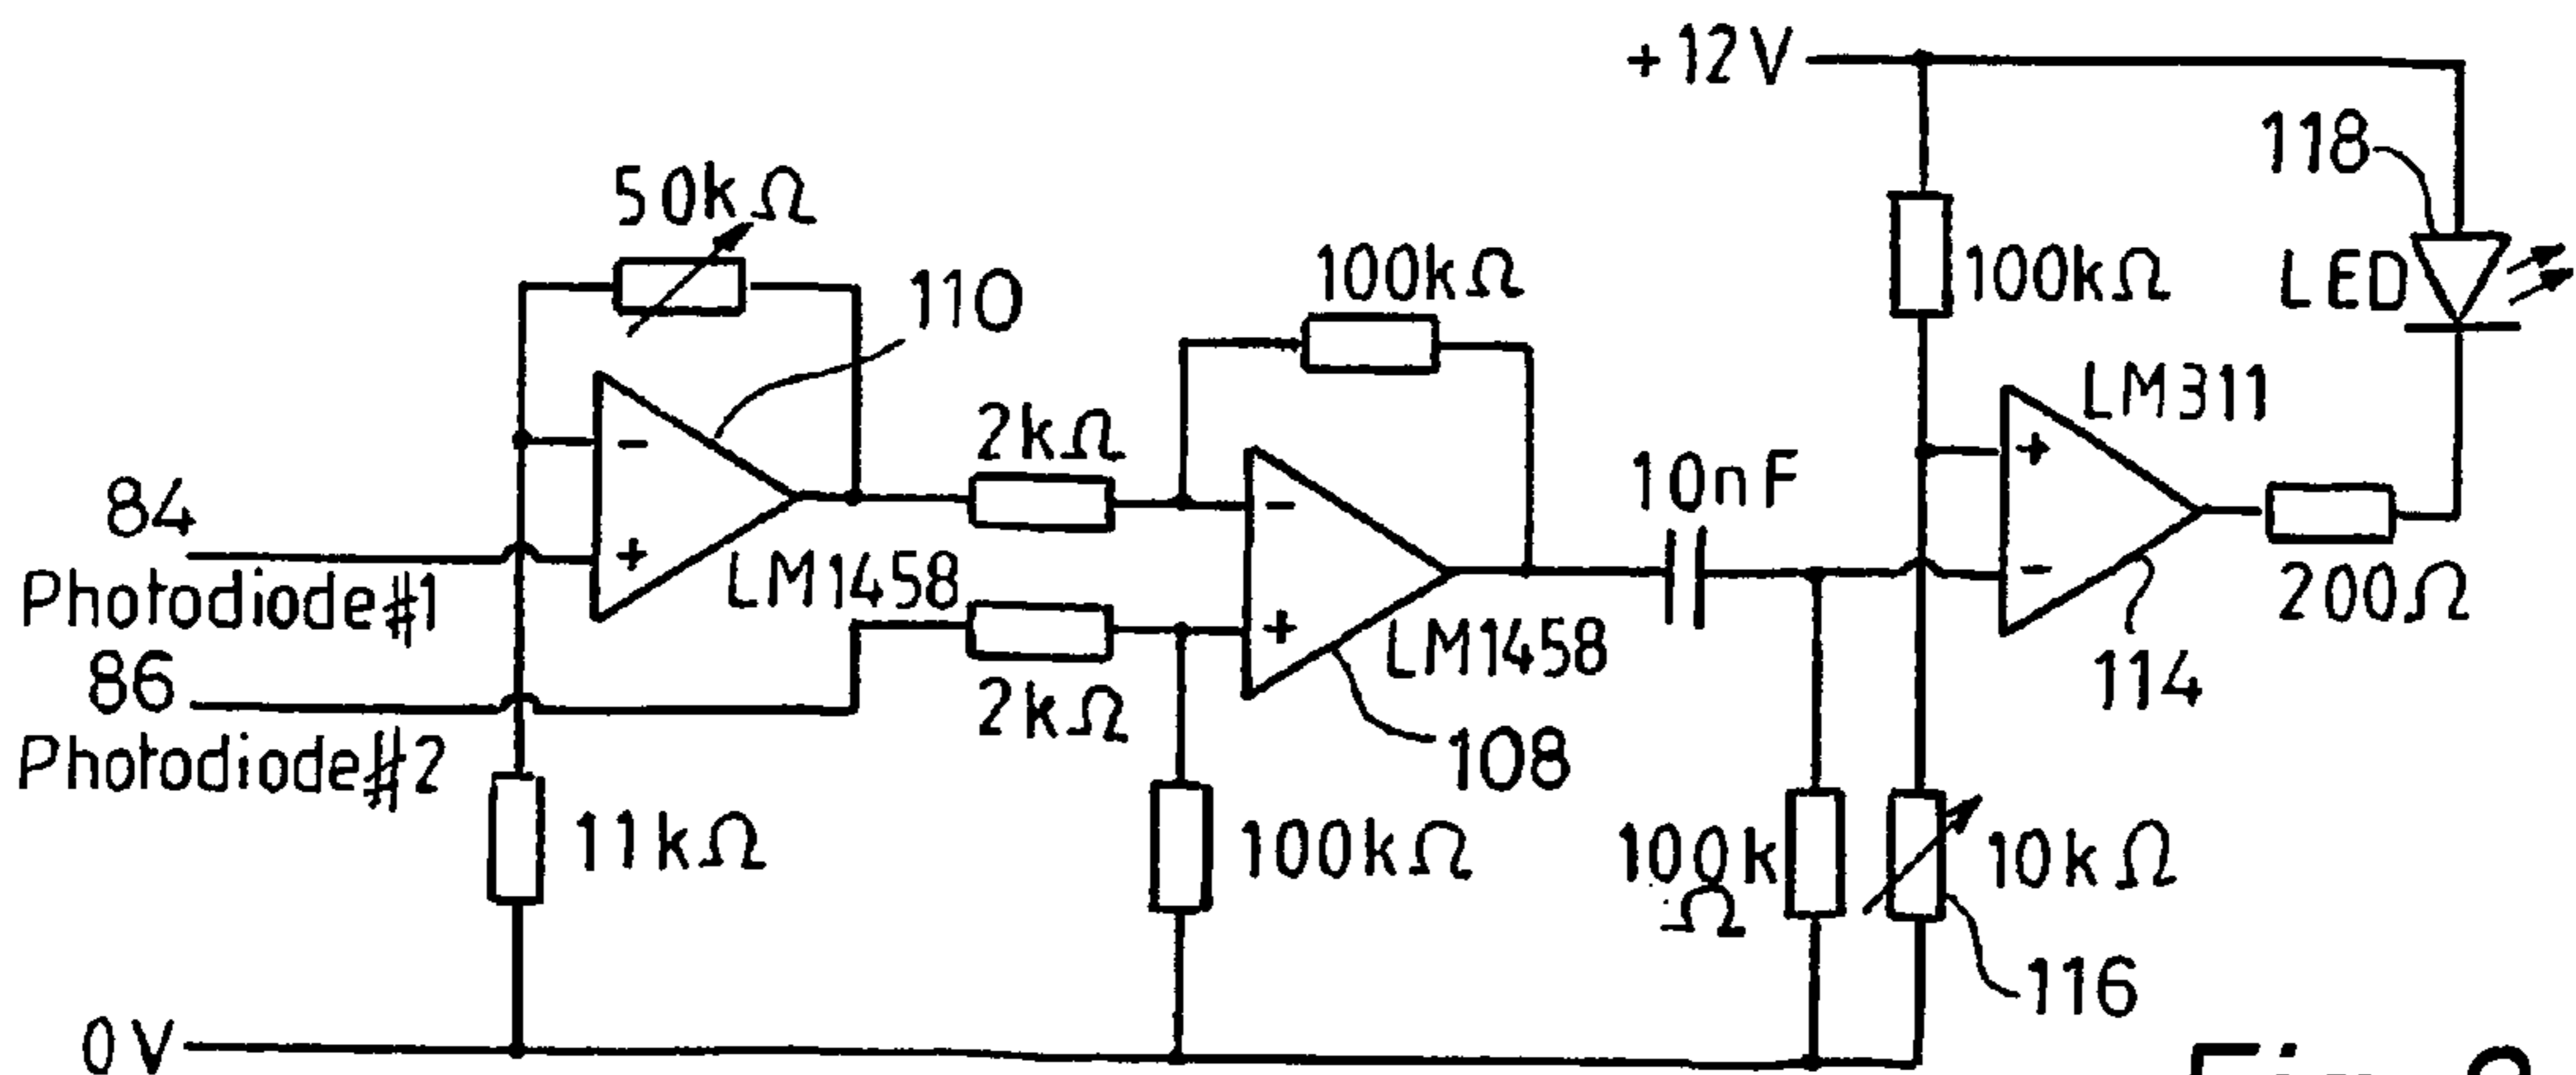 +12V
118
50kΩ
110
100kΩ
100kΩ
LED
LM311
2kΩ
10nF
84
Photodiode#1
LM1458
200Ω
86
Photodiode#2
2kΩ
LM1458
114
108
11kΩ
100kΩ
100k
Ω
10kΩ
116
0V